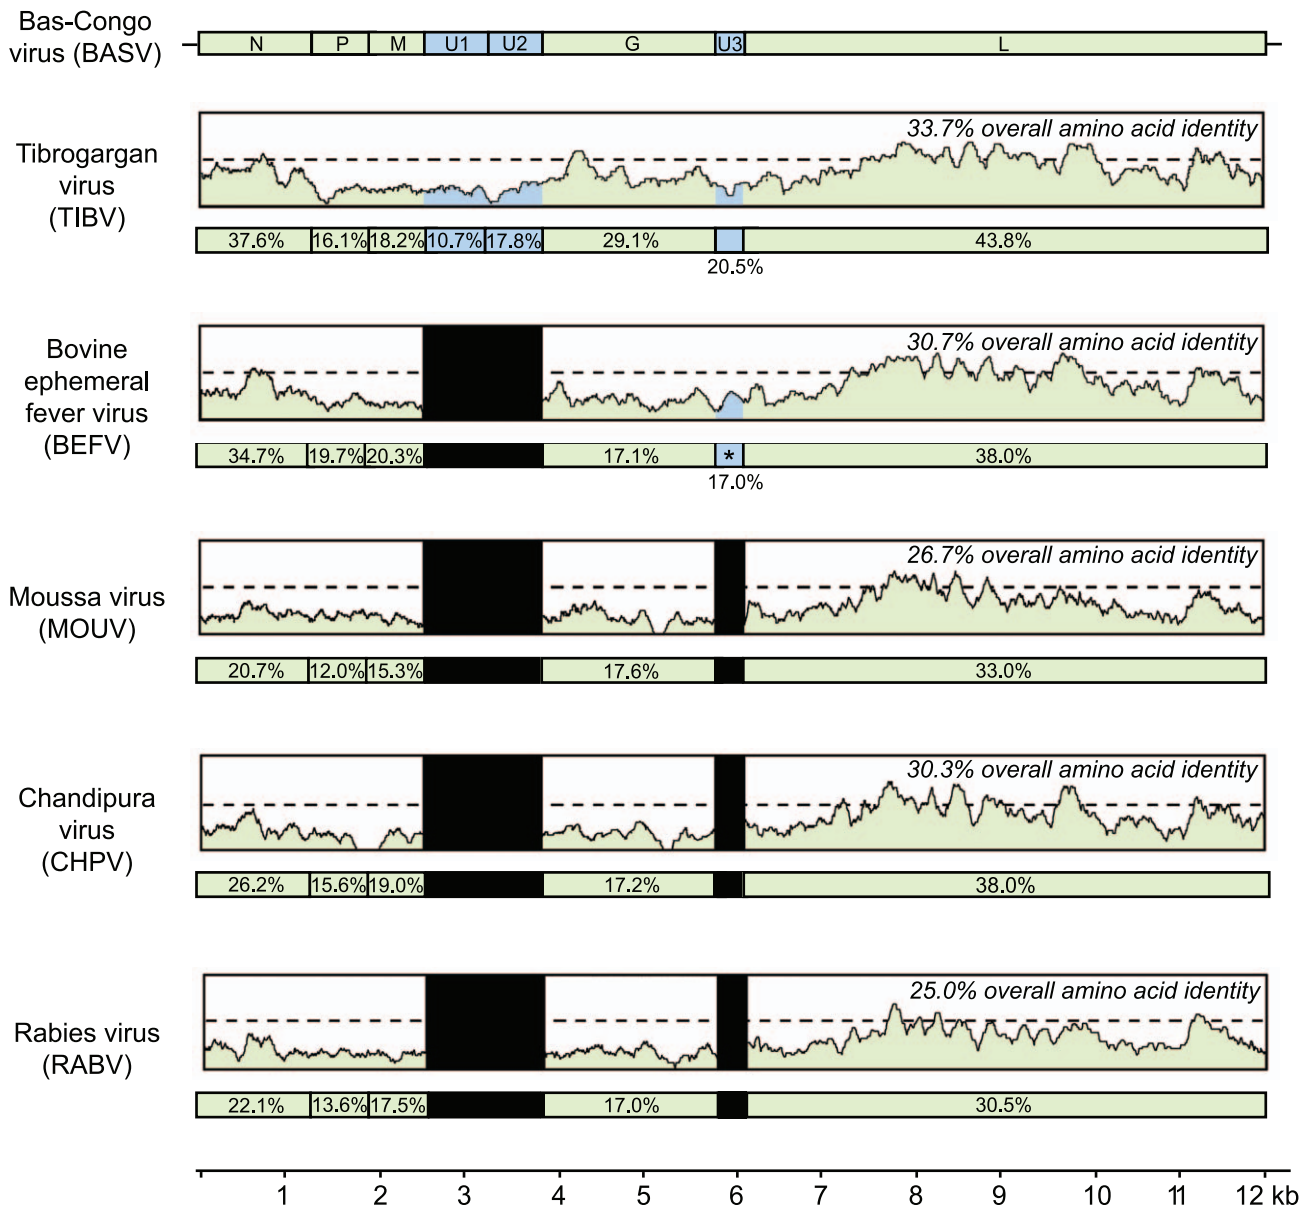 Bas-Congo
virus (BASV)
N P M U1 U2 G U3 L
33.7% overall amino acid identity
Tibrogargan
virus
(TIBV)
37.6% 16.1% 18.2% 10.7% 17.8% 29.1% 43.8%
20.5%
30.7% overall amino acid identity
Bovine
ephemeral
fever virus
(BEFV)
34.7% 19.7% 20.3% 17.1% * 38.0%
17.0%
26.7% overall amino acid identity
Moussa virus
(MOUV)
20.7% 12.0% 15.3% 17.6% 33.0%
30.3% overall amino acid identity
Chandipura
virus
(CHPV)
26.2% 15.6% 19.0% 17.2% 38.0%
25.0% overall amino acid identity
Rabies virus
(RABV)
22.1% 13.6% 17.5% 17.0% 30.5%
1 2 3 4 5 6 7 8 9 10 11 12 kb